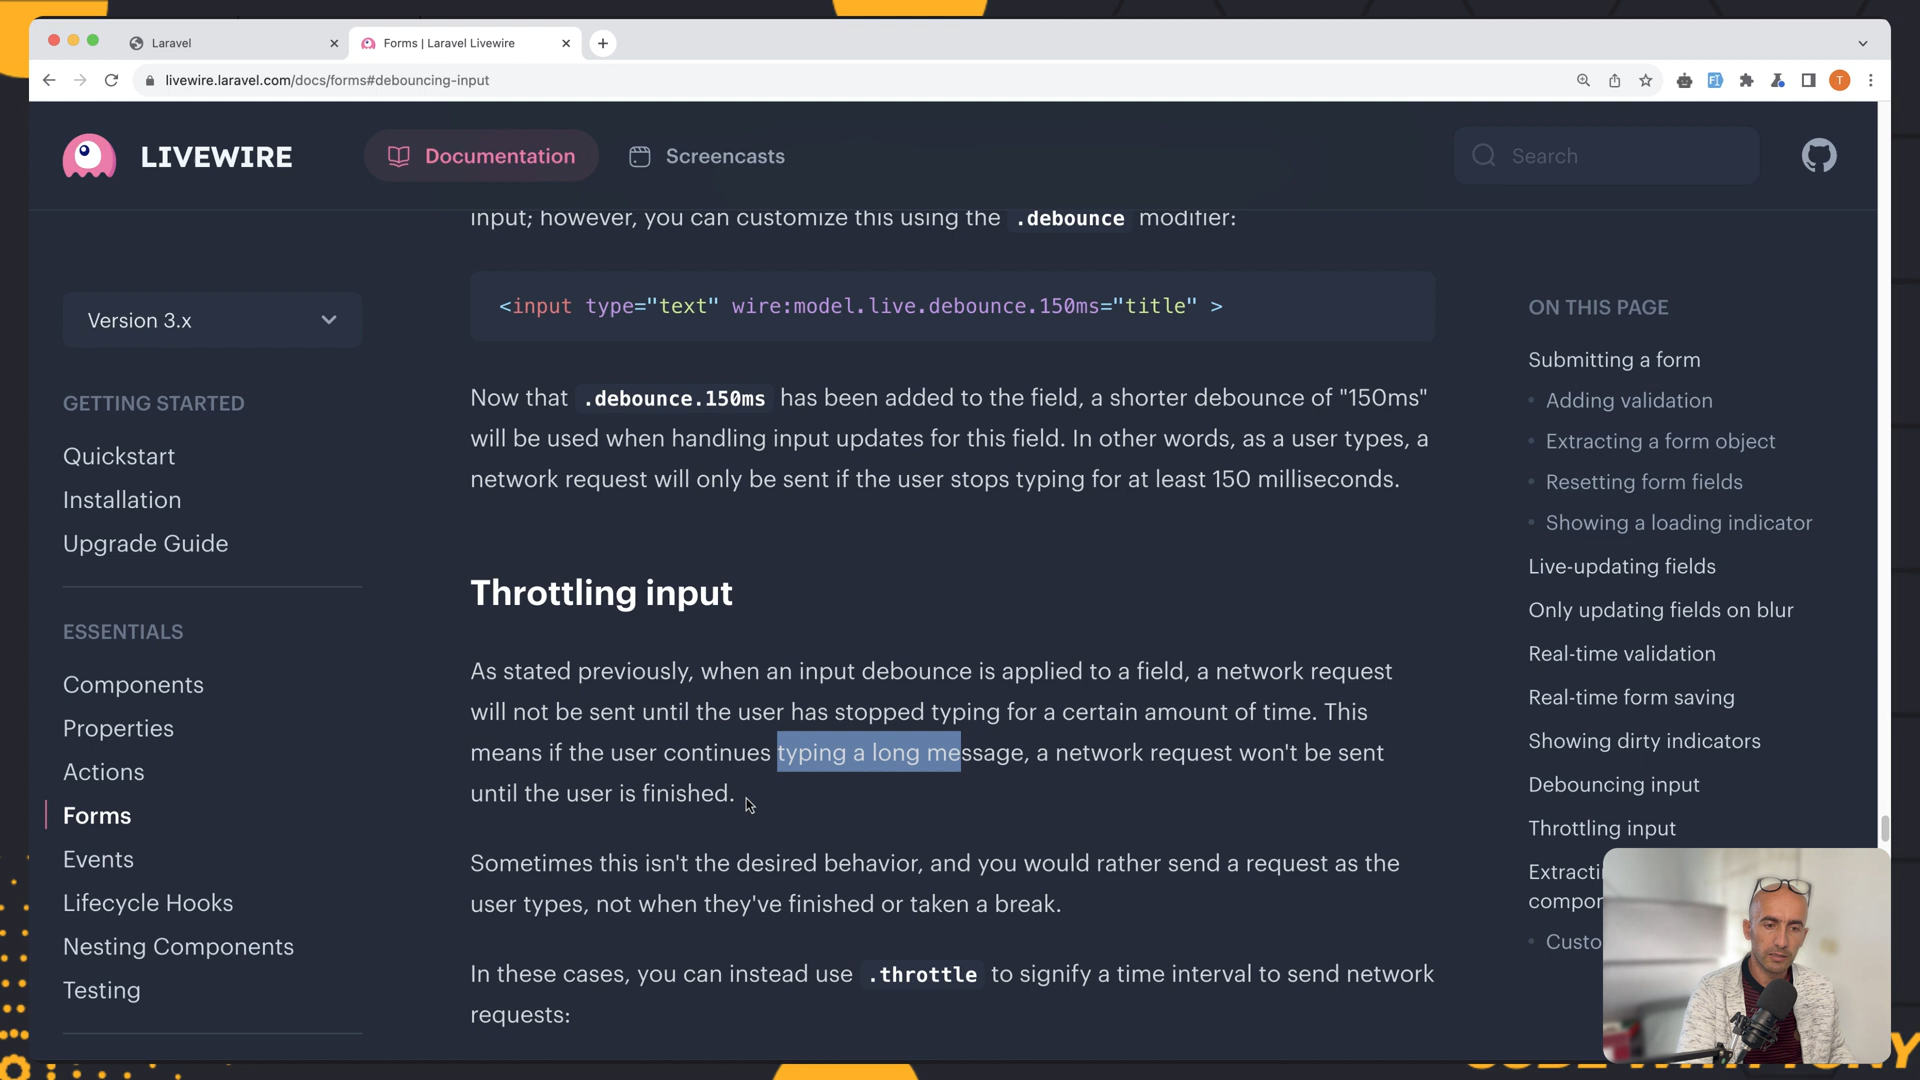 Laravel
Forms | Laravel Livewire
livewire.laravel.com/docs/forms#debouncing-input
T
LIVEWIRE
Documentation
Screencasts
Search
Version 3.x
GETTING STARTED
Quickstart
Installation
Upgrade Guide
ESSENTIALS
Components
Properties
Actions
Forms
Events
Lifecycle Hooks
Nesting Components
Testing
input; however, you can customize this using the .debounce modifier:
<input type="text" wire:model.live.debounce.150ms="title" >
Now that .debounce.150ms has been added to the field, a shorter debounce of "150ms"
will be used when handling input updates for this field. In other words, as a user types, a
network request will only be sent if the user stops typing for at least 150 milliseconds.
Throttling input
As stated previously, when an input debounce is applied to a field, a network request
will not be sent until the user has stopped typing for a certain amount of time. This
means if the user continues typing a long message, a network request won't be sent
until the user is finished.
Sometimes this isn't the desired behavior, and you would rather send a request as the
user types, not when they've finished or taken a break.
In these cases, you can instead use .throttle to signify a time interval to send network
requests:
ON THIS PAGE
Submitting a form
Adding validation
Extracting a form object
Resetting form fields
Showing a loading indicator
Live-updating fields
Only updating fields on blur
Real-time validation
Real-time form saving
Showing dirty indicators
Debouncing input
Throttling input
Extracti
compor
Custo